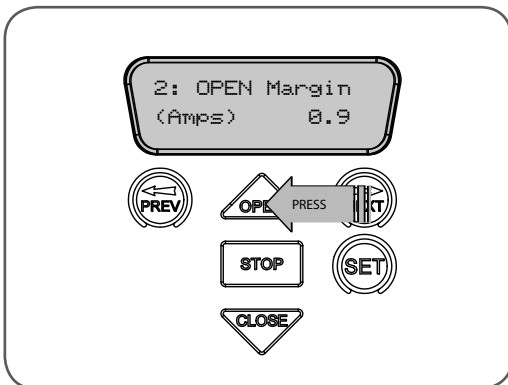 2: OPEN Margin
(Amps) 0.9
PREV
OPE
PRESS
XT
STOP
SET
CLOSE